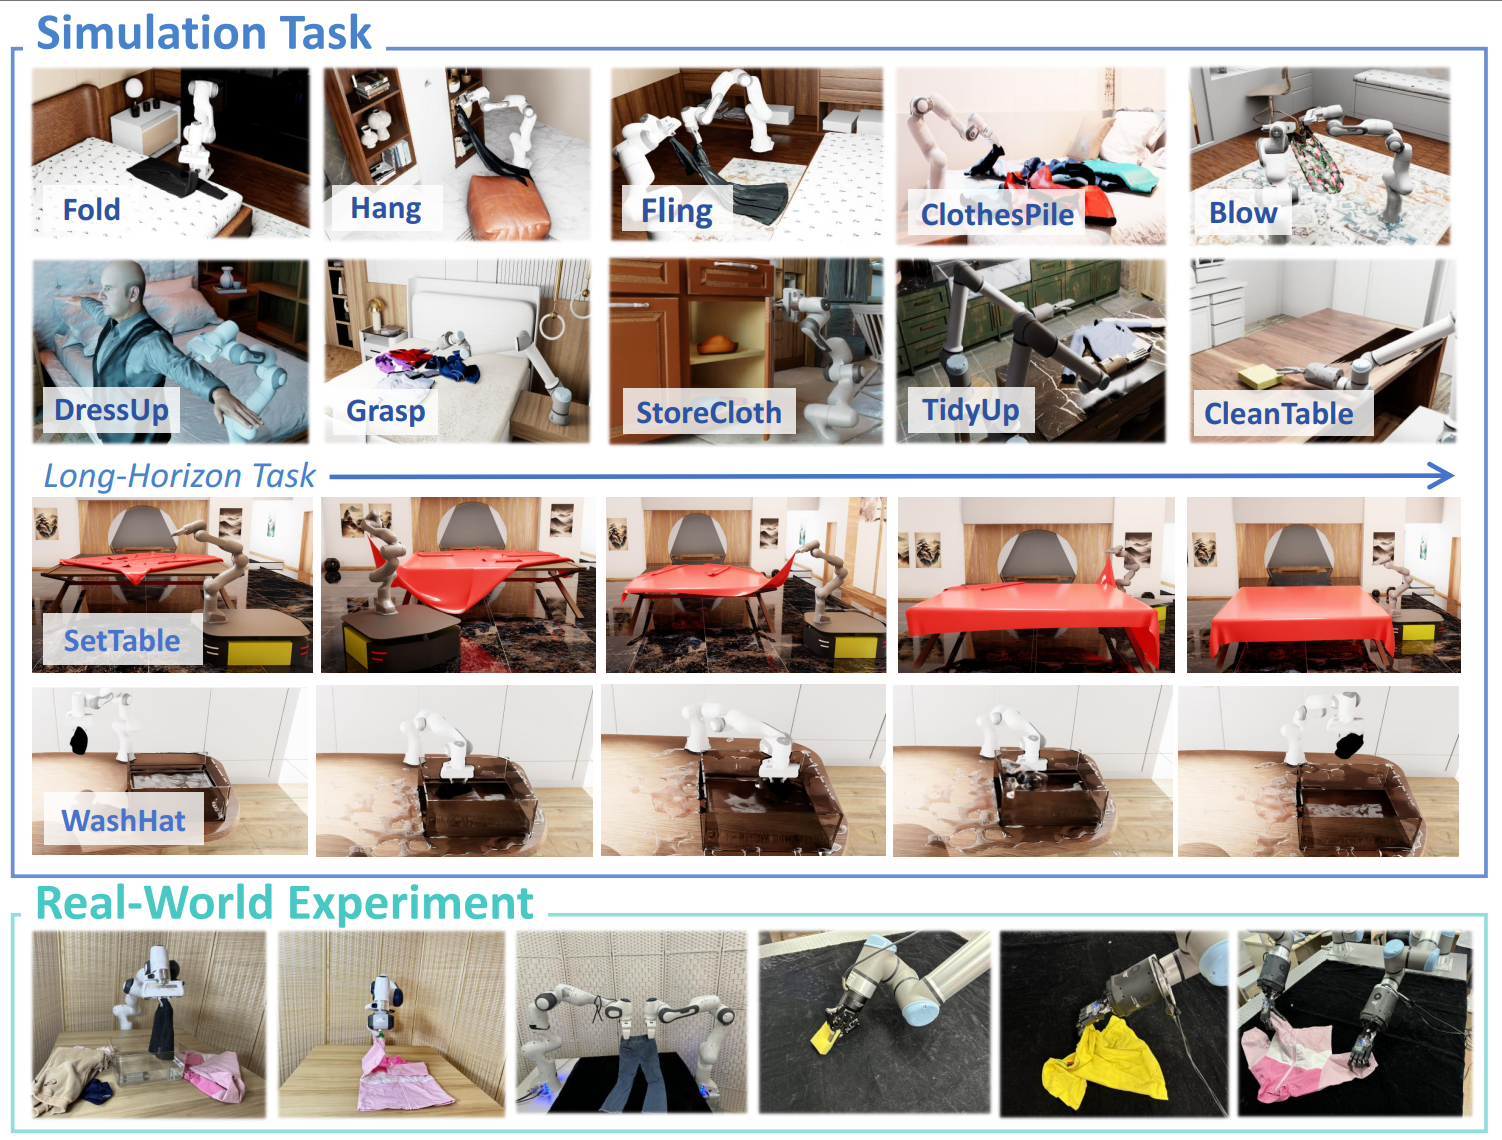 Simulation Task
Fold
Hang
Fling
ClothesPile
Blow
DressUp
Grasp
StoreCloth
TidyUp
CleanTable
Long-Horizon Task
SetTable
WashHat
Real-World Experiment